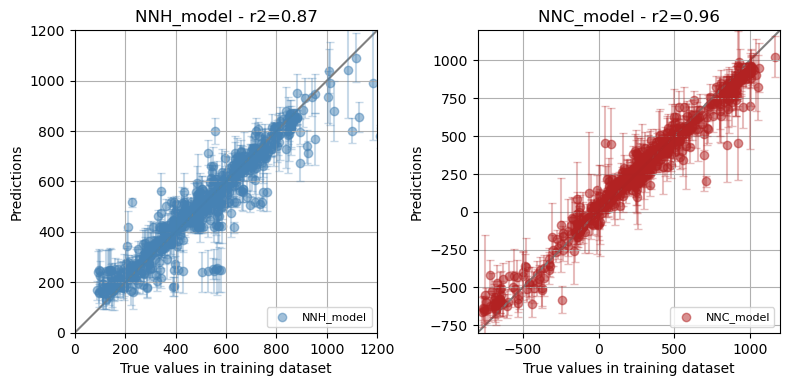 NNH_model - r2=0.87
1200
1000
800
600
400
200
0
0 200 400 600 800 1000 1200
Predictions
True values in training dataset
NNH_model
NNC_model - r2=0.96
1000
750
500
250
0
−250
−500
−750
−500 0 500 1000
Predictions
True values in training dataset
NNC_model